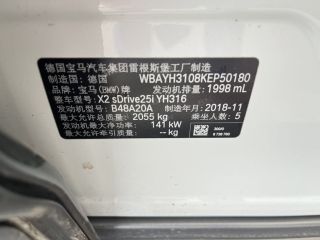 德国宝马汽车集团雷根斯堡工厂制造
制造国：德国 WBAYH3108KEP50180
品牌：宝马(BMW)牌 发动机排量：1998 mL
整车型号：X2 sDrive25i YH316
发动机型号：B48A20A 制造年月：2018-11
最大允许总质量：2055 kg 乘坐人数：5
发动机最大净功率：141 kW
最大允许牵引质量：-- kg